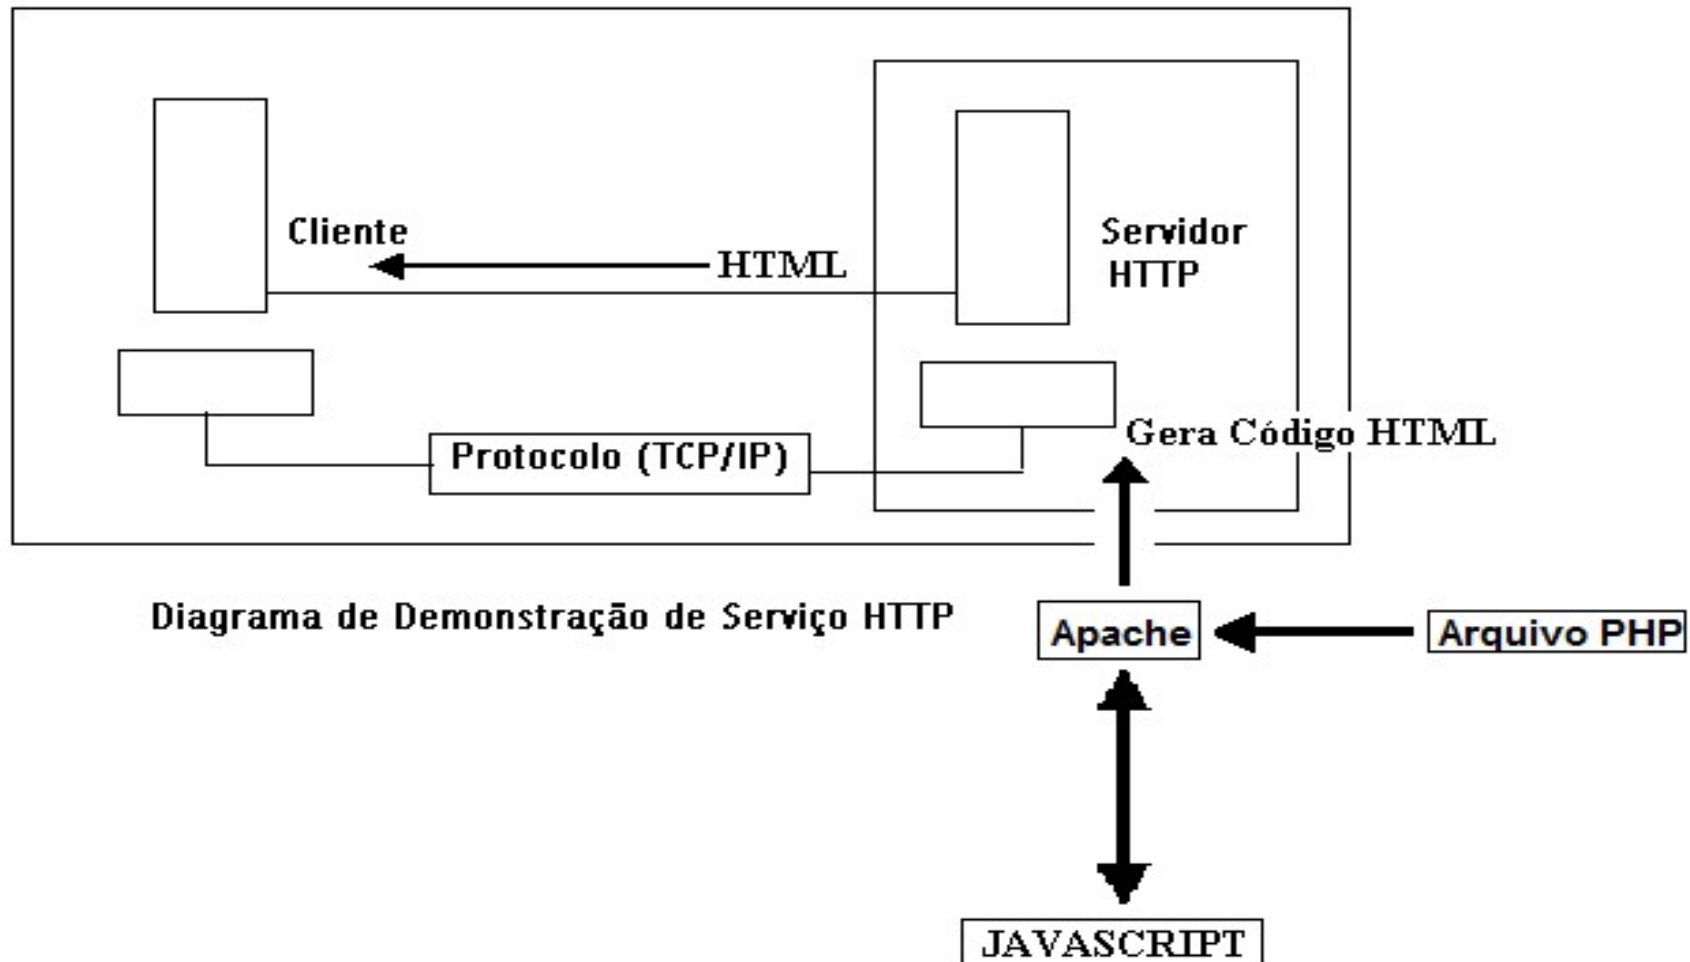 Cliente
HTML
Servidor
HTTP
Protocolo (TCP/IP)
Gera Código HTML
Diagrama de Demonstração de Serviço HTTP
Apache
Arquivo PHP
JAVASCRIPT